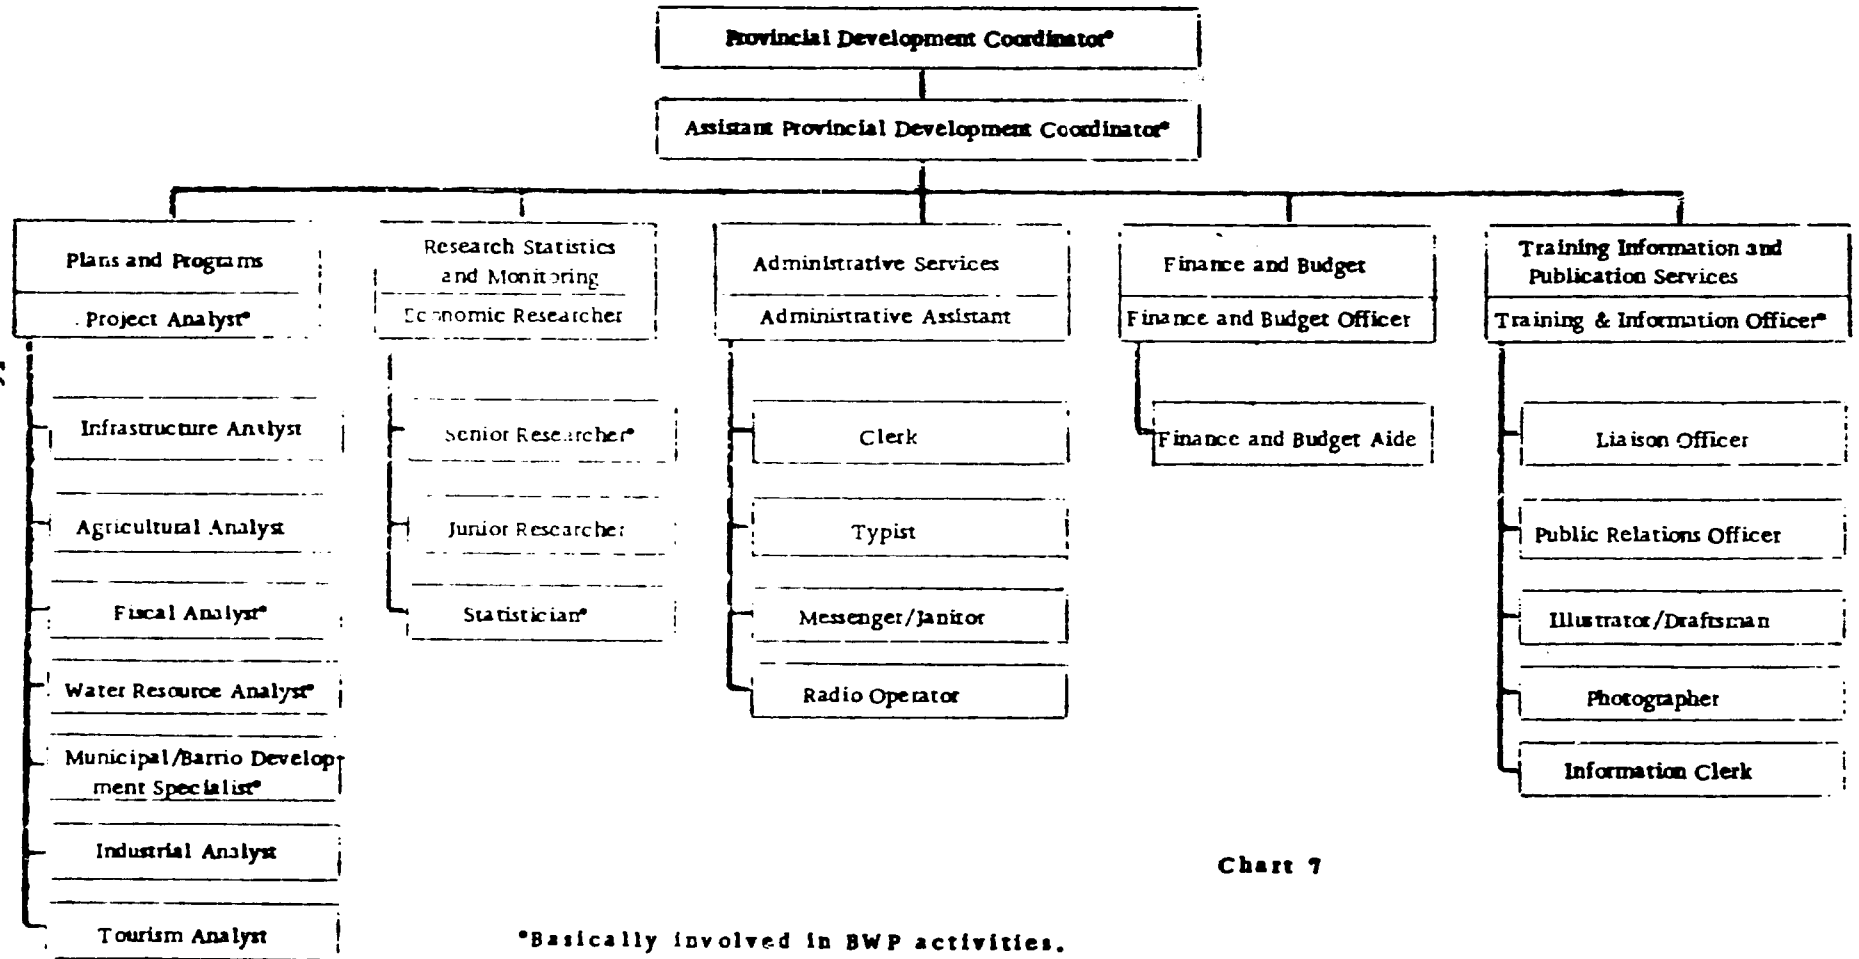 Provincial Development Coordinator*
Assistant Provincial Development Coordinator*
Plans and Programs
Project Analyst*
Infrastructure Analyst
Agricultural Analyst
Fiscal Analyst*
Water Resource Analyst*
Municipal/Barrio Develop-
ment Specialist*
Industrial Analyst
Tourism Analyst
Research Statistics
and Monitoring
Economic Researcher
Senior Researcher*
Junior Researcher
Statistician*
Administrative Services
Administrative Assistant
Clerk
Typist
Messenger/Janitor
Radio Operator
Finance and Budget
Finance and Budget Officer
Finance and Budget Aide
Training Information and
Publication Services
Training & Information Officer*
Liaison Officer
Public Relations Officer
Illustrator/Draftsman
Photographer
Information Clerk
Chart 7
*Basically involved in BWP activities.